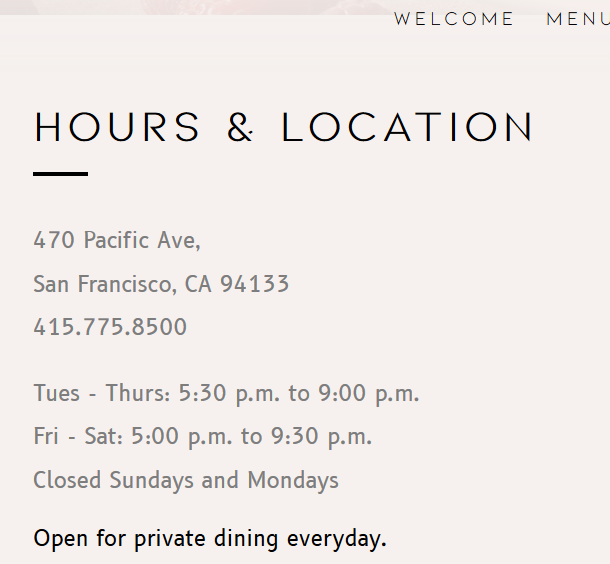 WELCOME MENU
HOURS & LOCATION
470 Pacific Ave,
San Francisco, CA 94133
415.775.8500
Tues - Thurs: 5:30 p.m. to 9:00 p.m.
Fri - Sat: 5:00 p.m. to 9:30 p.m.
Closed Sundays and Mondays
Open for private dining everyday.